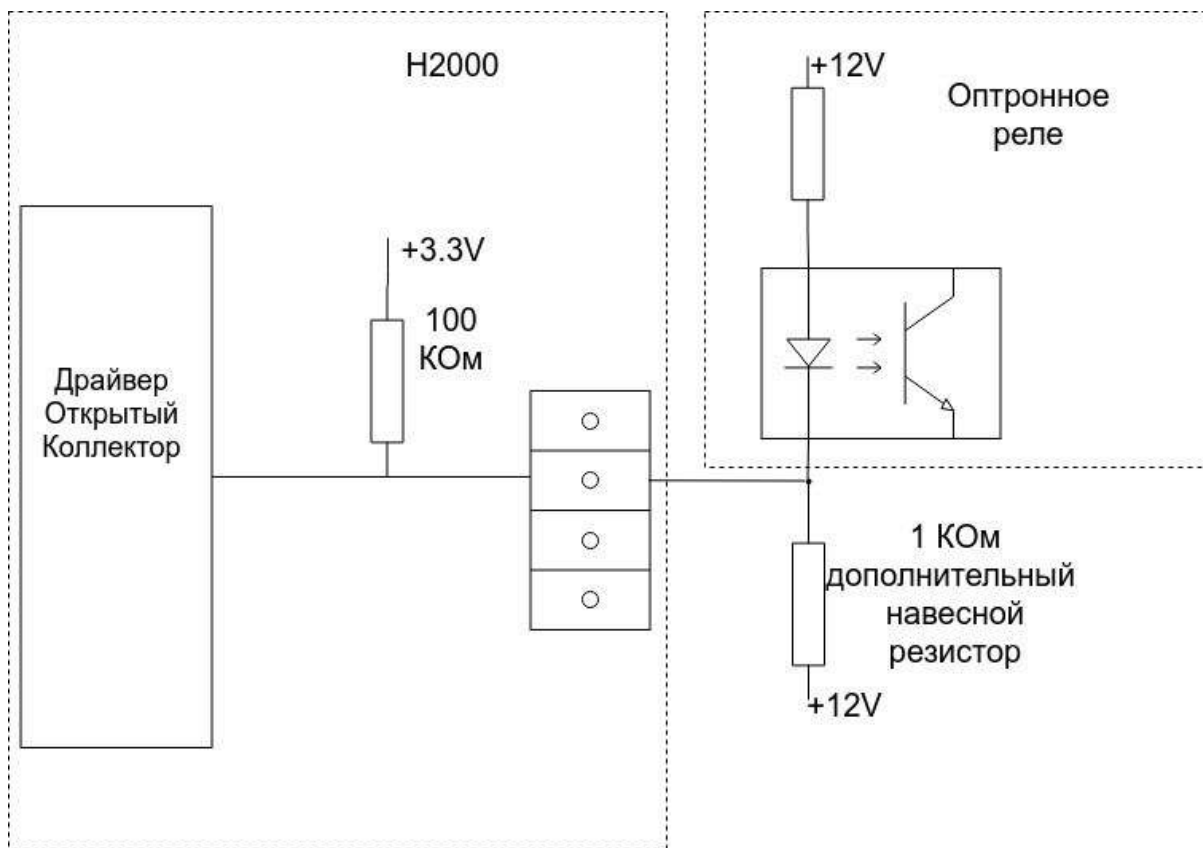 H2000
+12V
Оптронное
реле
+3.3V
100
КОм
Драйвер
Открытый
Коллектор
1 КОм
дополнительный
навесной
резистор
+12V